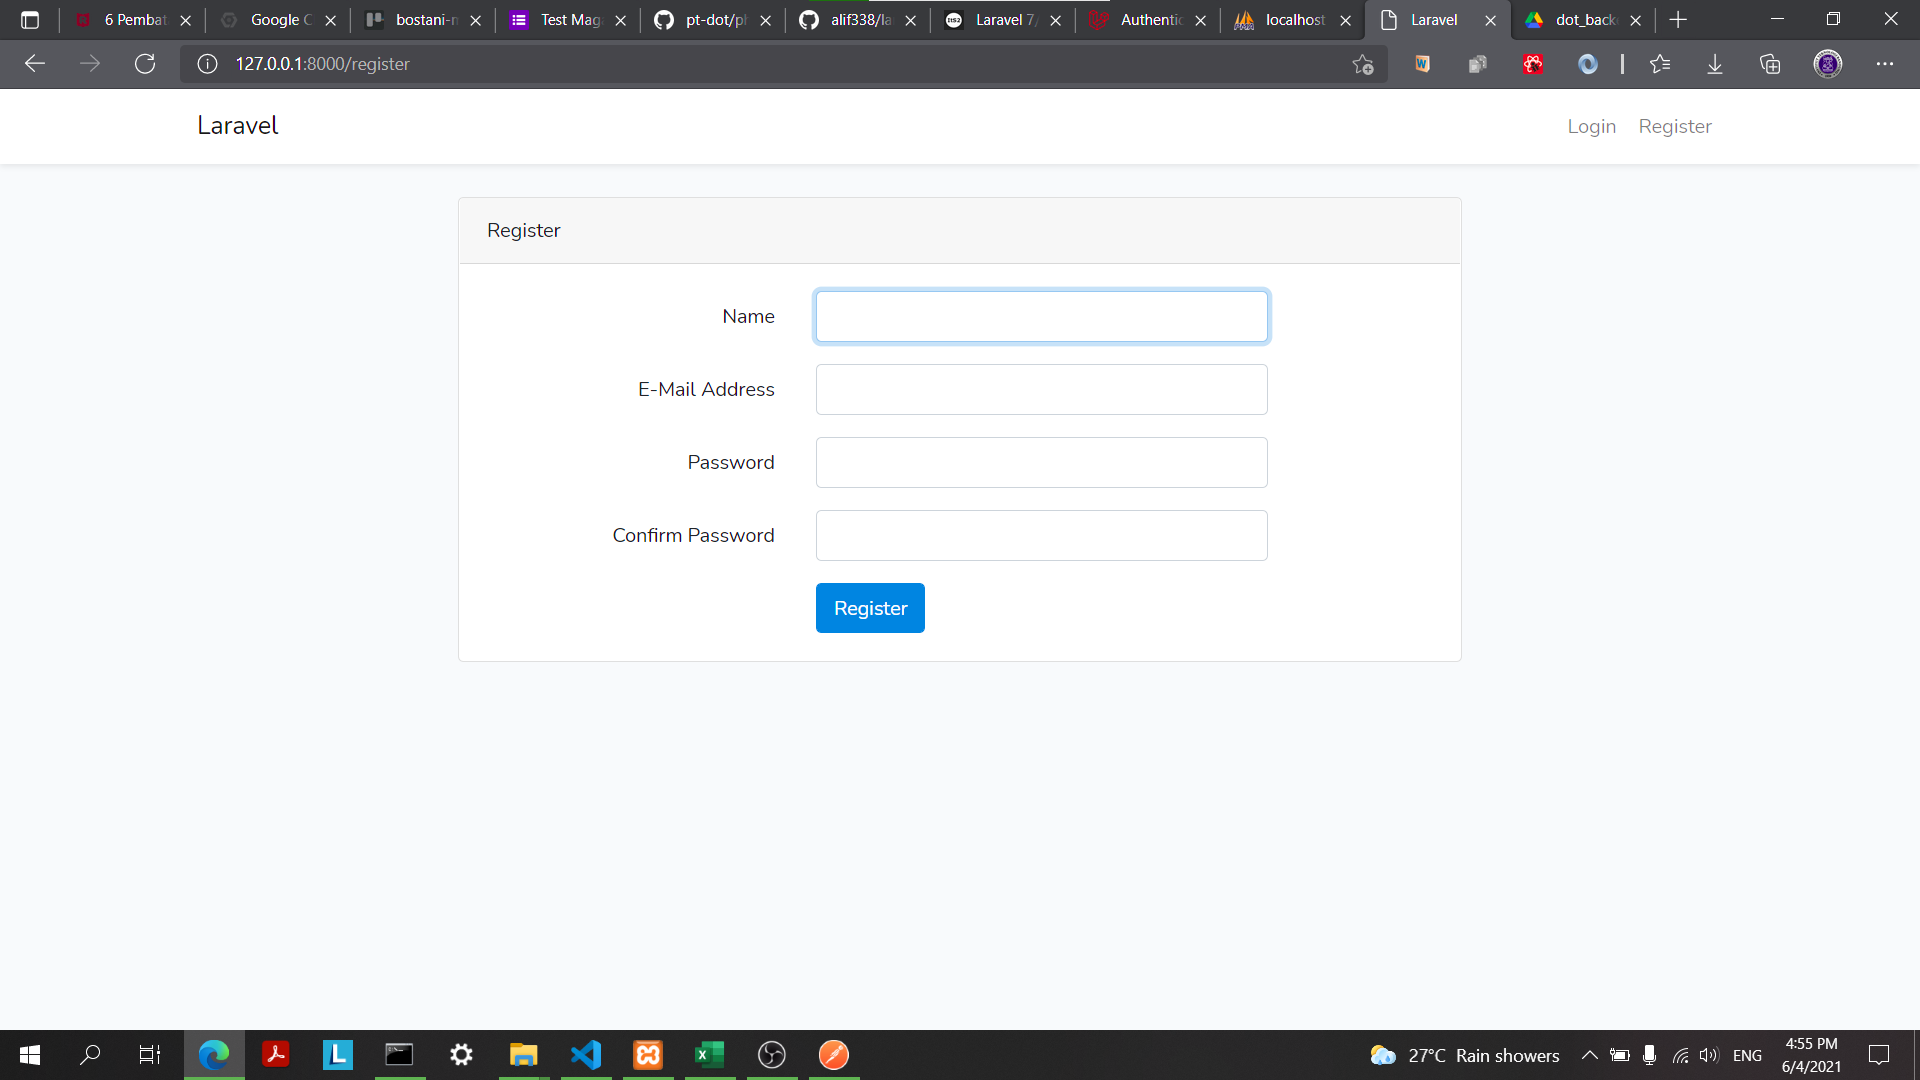 6 Pembat
Google C
bostani-m
Test Mag
pt-dot/ph
alif338/la
Laravel 7/
Authentic
localhost
Laravel
dot_backe
127.0.0.1:8000/register
Laravel
Login
Register
Register
Name
E-Mail Address
Password
Confirm Password
Register
27°C Rain showers
ENG
4:55 PM
6/4/2021